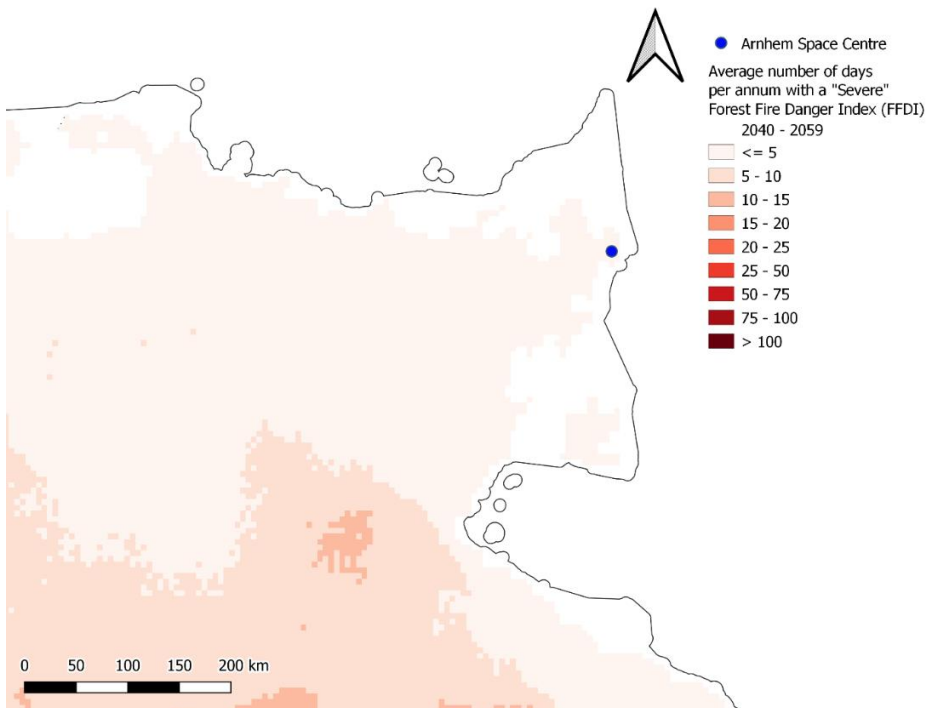 Arnhem Space Centre
Average number of days
per annum with a "Severe"
Forest Fire Danger Index (FFDI)
2040 - 2059
<= 5
5 - 10
10 - 15
15 - 20
20 - 25
25 - 50
50 - 75
75 - 100
> 100
0 50 100 150 200 km